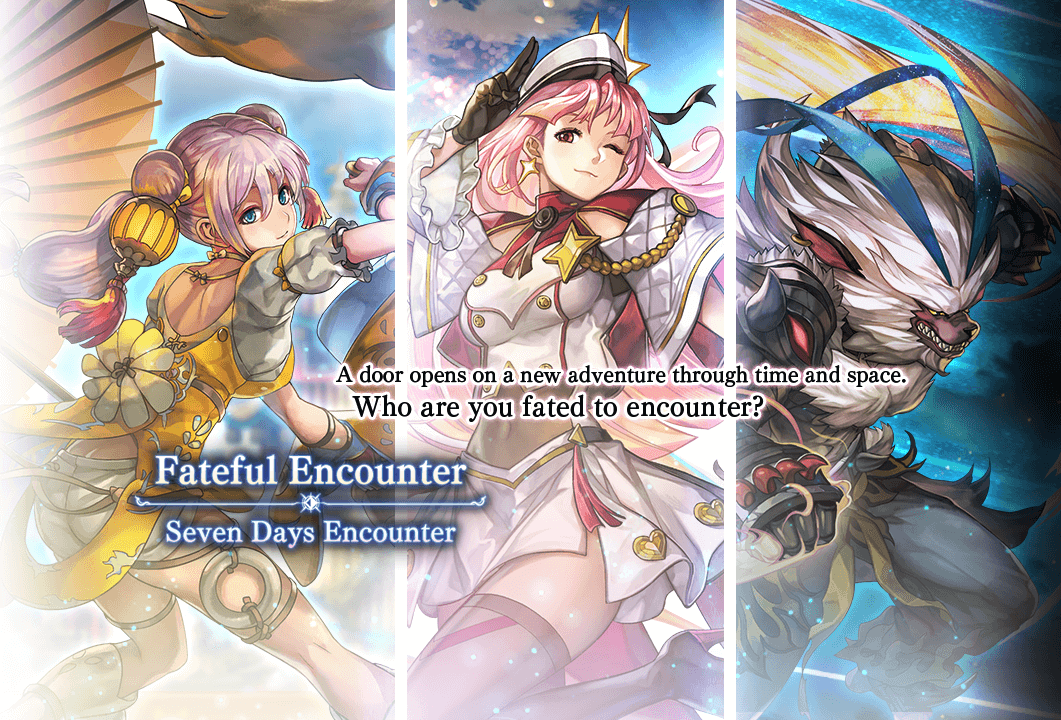 A door opens on a new adventure through time and space.
Who are you fated to encounter?
Fateful Encounter
Seven Days Encounter